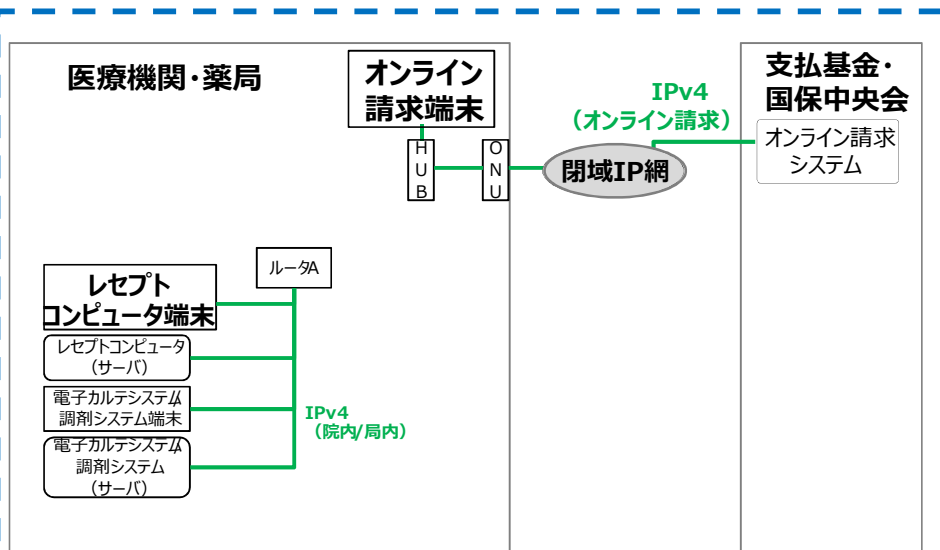 医療機関・薬局
オンライン
請求端末
HUB
ONU
IPv4
（オンライン請求）
閉域IP網
支払基金・
国保中央会
オンライン請求
システム
ルータA
レセプト
コンピュータ端末
レセプトコンピュータ
（サーバ）
電子カルテシステム/
調剤システム端末
電子カルテシステム/
調剤システム
（サーバ）
IPv4
（院内/局内）